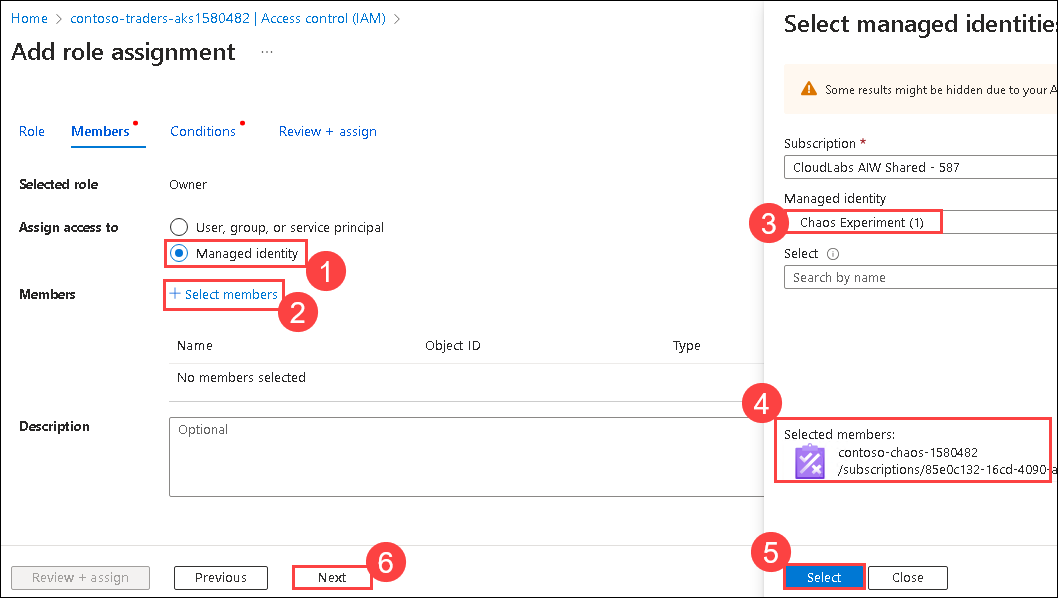 Home > contoso-traders-aks1580482 | Access control (IAM) >
Add role assignment ...
Role Members Conditions Review + assign
Selected role Owner
Assign access to User, group, or service principal
Managed identity
1
Members + Select members
2
Name Object ID Type
No members selected
Description Optional
Review + assign Previous Next
6
Select managed identities
Some results might be hidden due to your A
Subscription *
CloudLabs AIW Shared - 587
Managed identity
3
Chaos Experiment (1)
Select
Search by name
4
Selected members:
contoso-chaos-1580482
/subscriptions/85e0c132-16cd-4090-a
5
Select Close